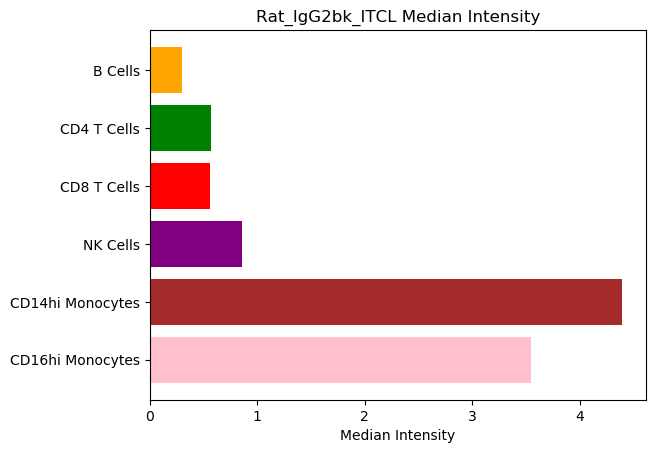 Rat_IgG2bk_ITCL Median Intensity
B Cells
CD4 T Cells
CD8 T Cells
NK Cells
CD14hi Monocytes
CD16hi Monocytes
0 1 2 3 4
Median Intensity